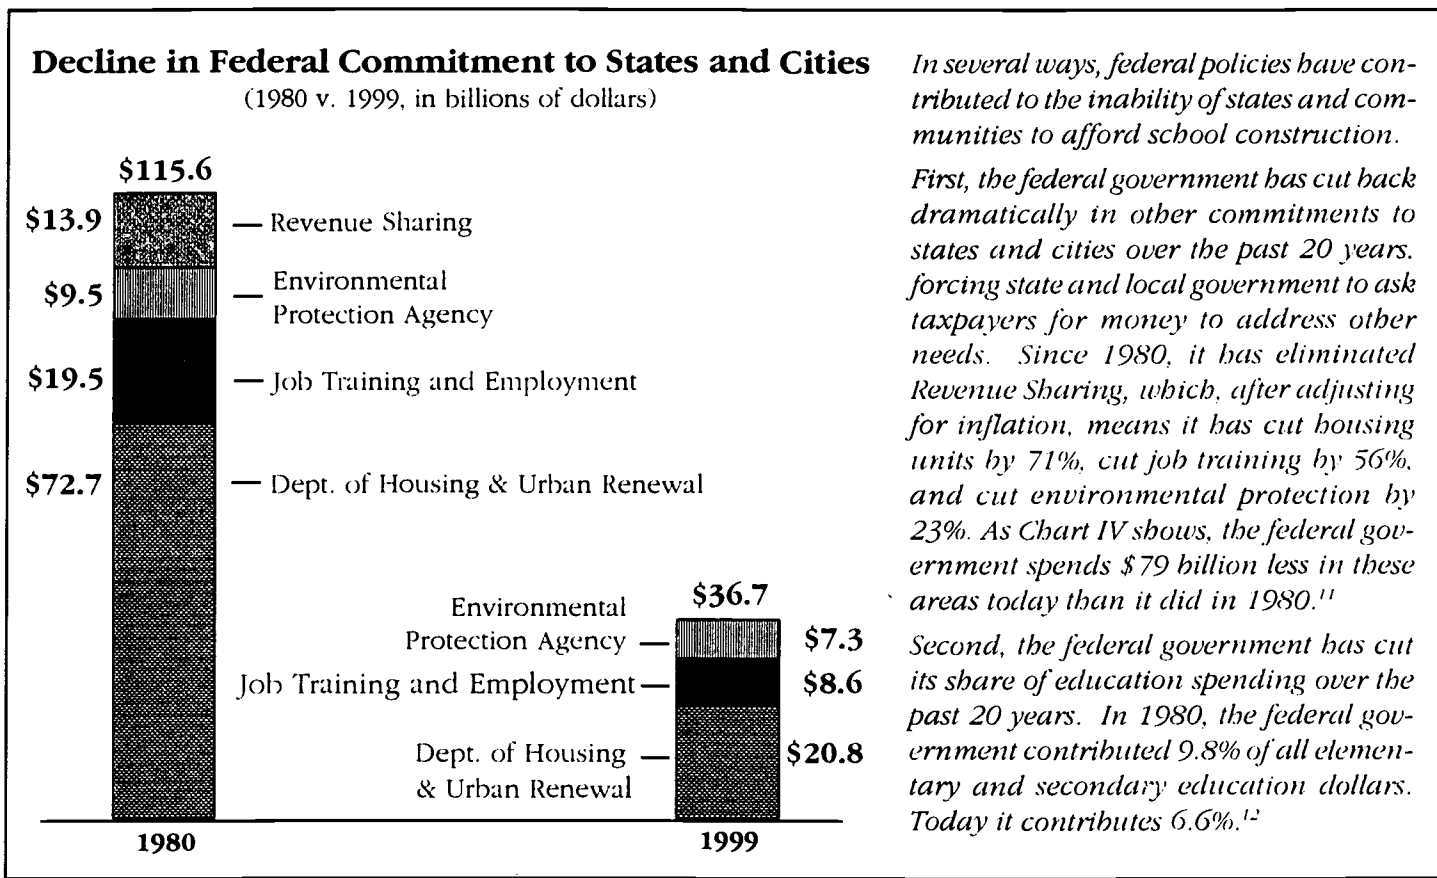 Decline in Federal Commitment to States and Cities
(1980 v. 1999, in billions of dollars)
$115.6
$13.9
Revenue Sharing
$9.5
Environmental
Protection Agency
$19.5
Job Training and Employment
$72.7
Dept. of Housing & Urban Renewal
1980
$36.7
Environmental
Protection Agency
$7.3
Job Training and Employment
$8.6
Dept. of Housing
& Urban Renewal
$20.8
1999
In several ways, federal policies have con-
tributed to the inability of states and com-
munities to afford school construction.
First, the federal government has cut back
dramatically in other commitments to
states and cities over the past 20 years,
forcing state and local government to ask
taxpayers for money to address other
needs. Since 1980, it has eliminated
Revenue Sharing, which, after adjusting
for inflation, means it has cut housing
units by 71%, cut job training by 56%,
and cut environmental protection by
23%. As Chart IV shows, the federal gov-
ernment spends $79 billion less in these
areas today than it did in 1980.¹¹
Second, the federal government has cut
its share of education spending over the
past 20 years. In 1980, the federal gov-
ernment contributed 9.8% of all elemen-
tary and secondary education dollars.
Today it contributes 6.6%.¹²